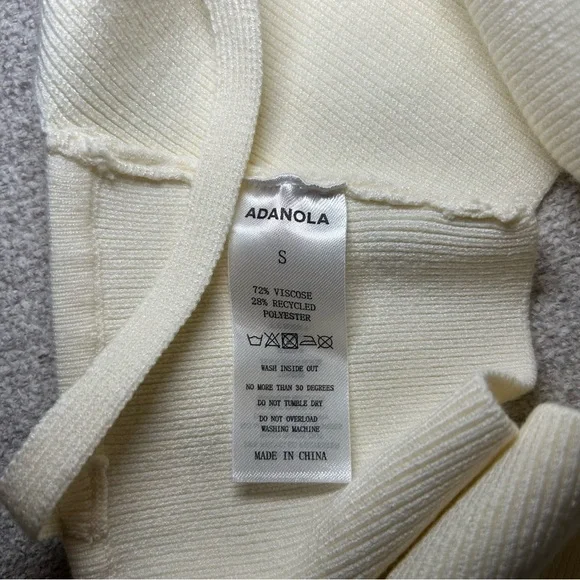 ADANOLA
S
72% VISCOSE
28% RECYCLED
POLYESTER
WASH INSIDE OUT
NO MORE THAN 30 DEGREES
DO NOT TUMBLE DRY
DO NOT OVERLOAD
WASHING MACHINE
MADE IN CHINA